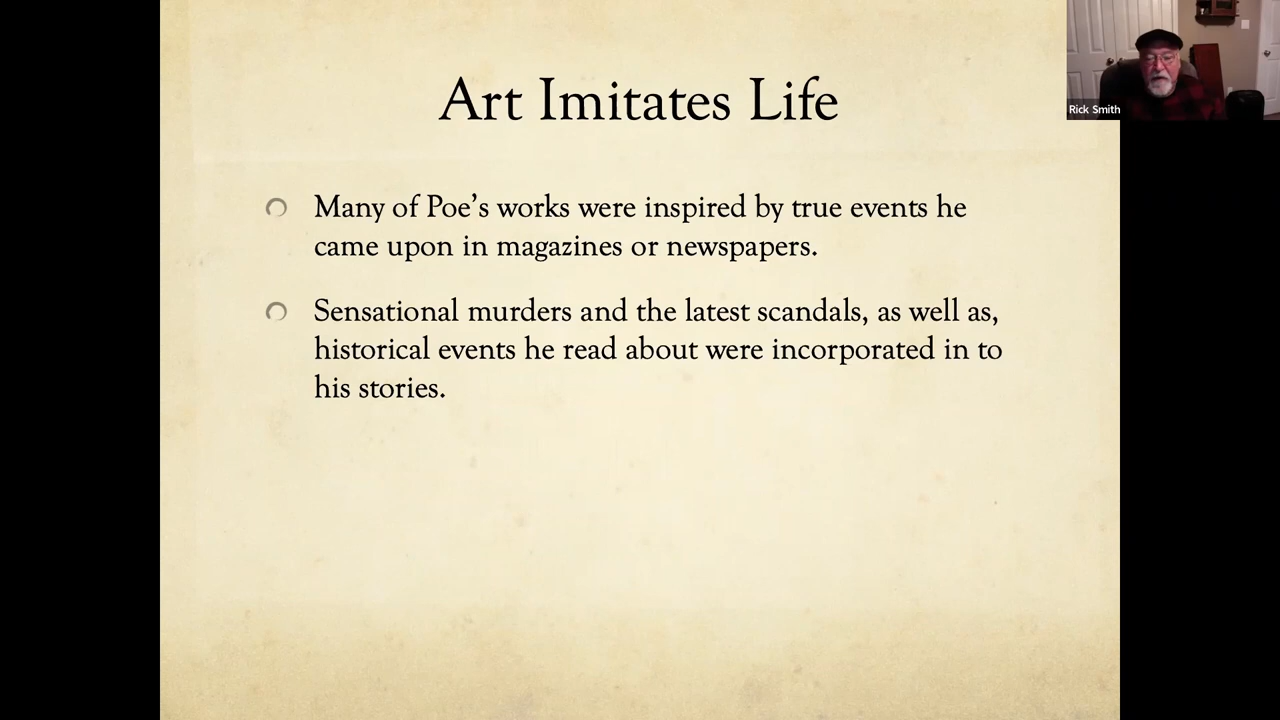 Art Imitates Life
Rick Smith
Many of Poe’s works were inspired by true events he
came upon in magazines or newspapers.
Sensational murders and the latest scandals, as well as,
historical events he read about were incorporated in to
his stories.